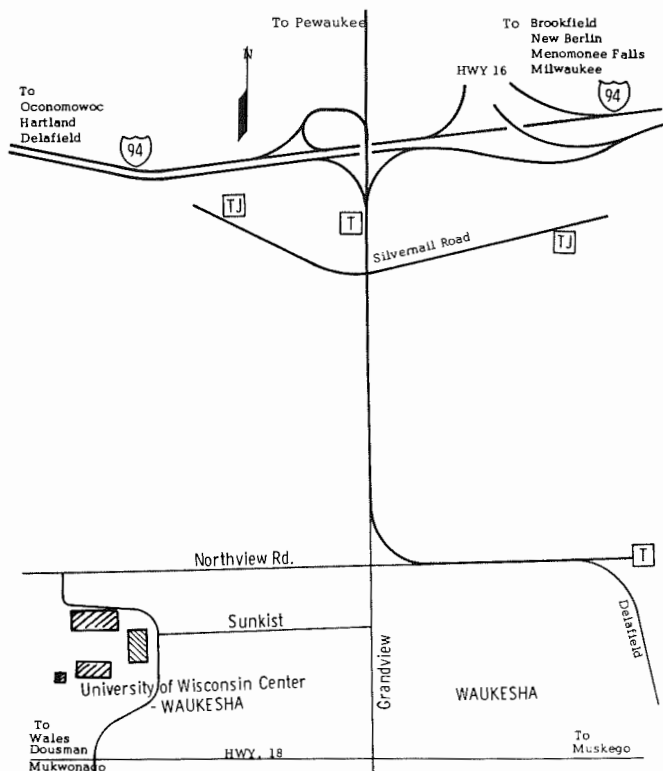 To Pewaukee
To Brookfield
New Berlin
Menomonee Falls
Milwaukee
N
HWY 16
94
To
Oconomowoc
Hartland
Delafield
94
TJ
T
Silvernail Road
TJ
Northview Rd.
T
Sunkist
Delafield
University of Wisconsin Center
- WAUKESHA
Grandview
WAUKESHA
To
Wales
Dousman
Mukwonago
HWY. 18
To
Muskego